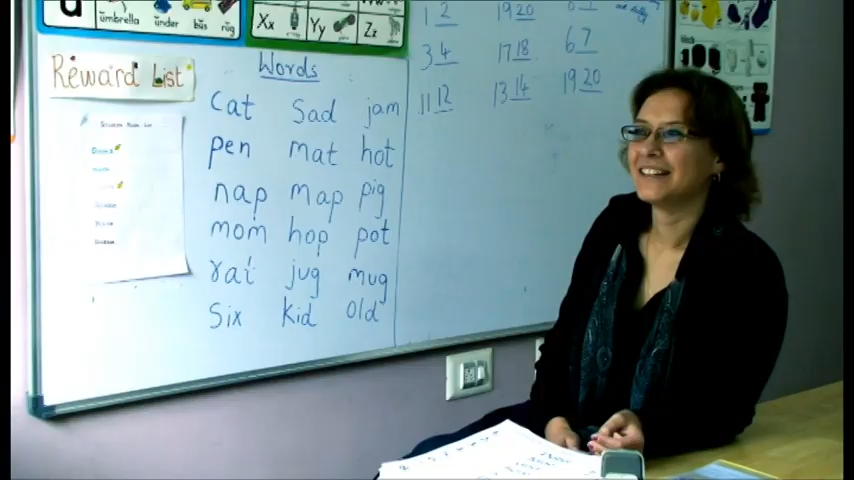 u
umbrella under bus rug
Xx Yy Zz
Reward List
Words
Cat Sad jam
pen mat hot
nap map pig
mom hop pot
rat jug mug
Six kid Old
1 2 19 20
3 4 17 18 6 7
11 12 13 14 19 20